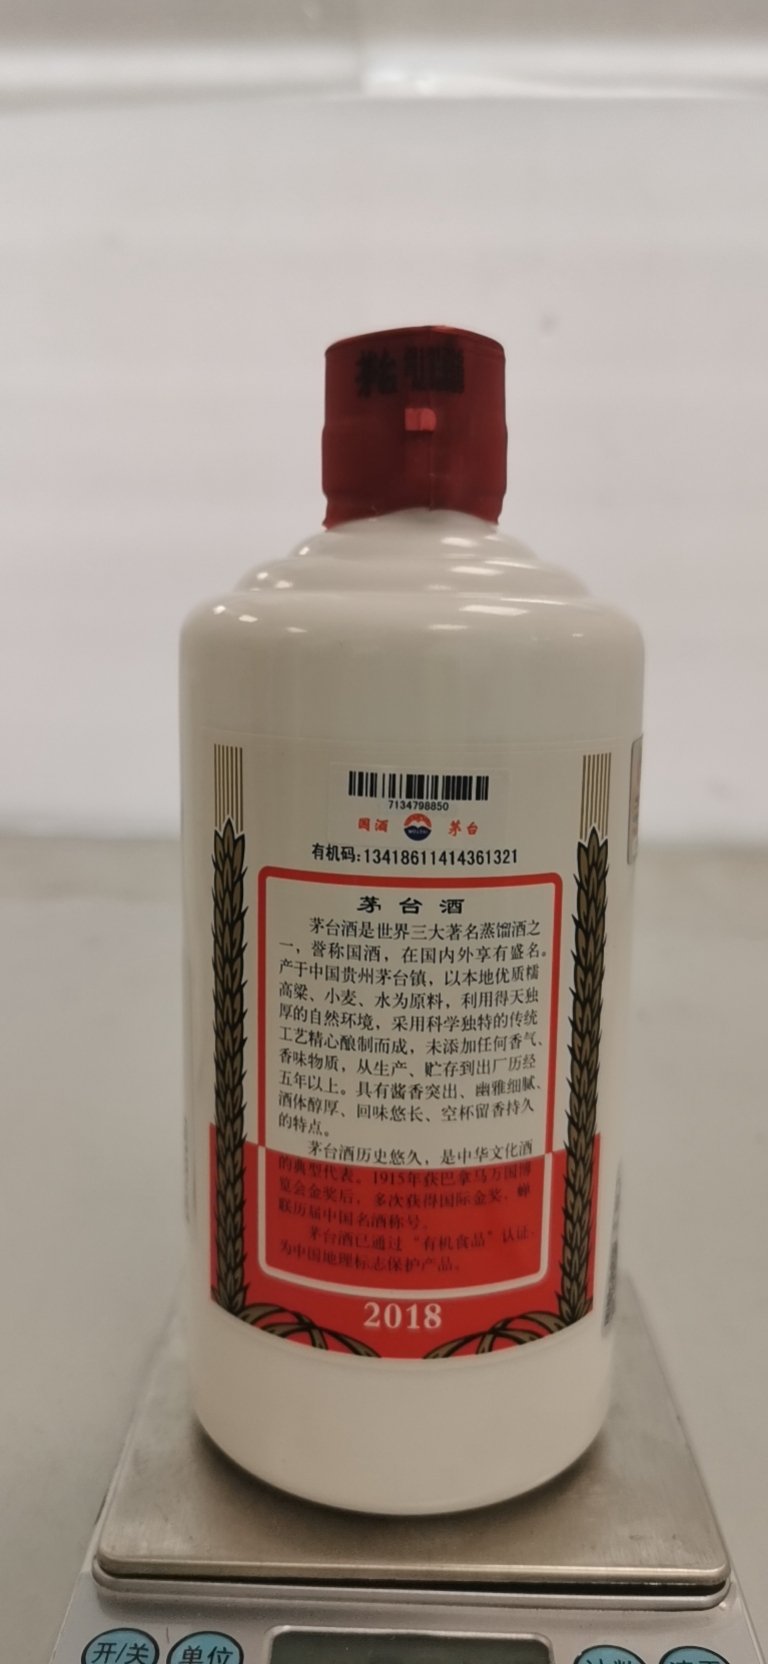 茅台
7134798850
国酒 MOUTAI 茅台
有机码:13418611414361321
茅台酒
茅台酒是世界三大著名蒸馏酒之
一，誉称国酒，在国内外享有盛名。
产于中国贵州茅台镇，以本地优质糯
高粱、小麦、水为原料，利用得天独
厚的自然环境，采用科学独特的传统
工艺精心酿制而成，未添加任何香气、
香味物质，从生产、贮存到出厂历经
五年以上。具有酱香突出、幽雅细腻、
酒体醇厚、回味悠长、空杯留香持久
的特点。
茅台酒历史悠久，是中华文化酒
的典型代表。1915年获巴拿马万国博
览会金奖后，多次获得国际金奖，蝉
联历届中国名酒称号。
茅台酒已通过“有机食品”认证，
为中国地理标志保护产品。
2018
开/关 单位